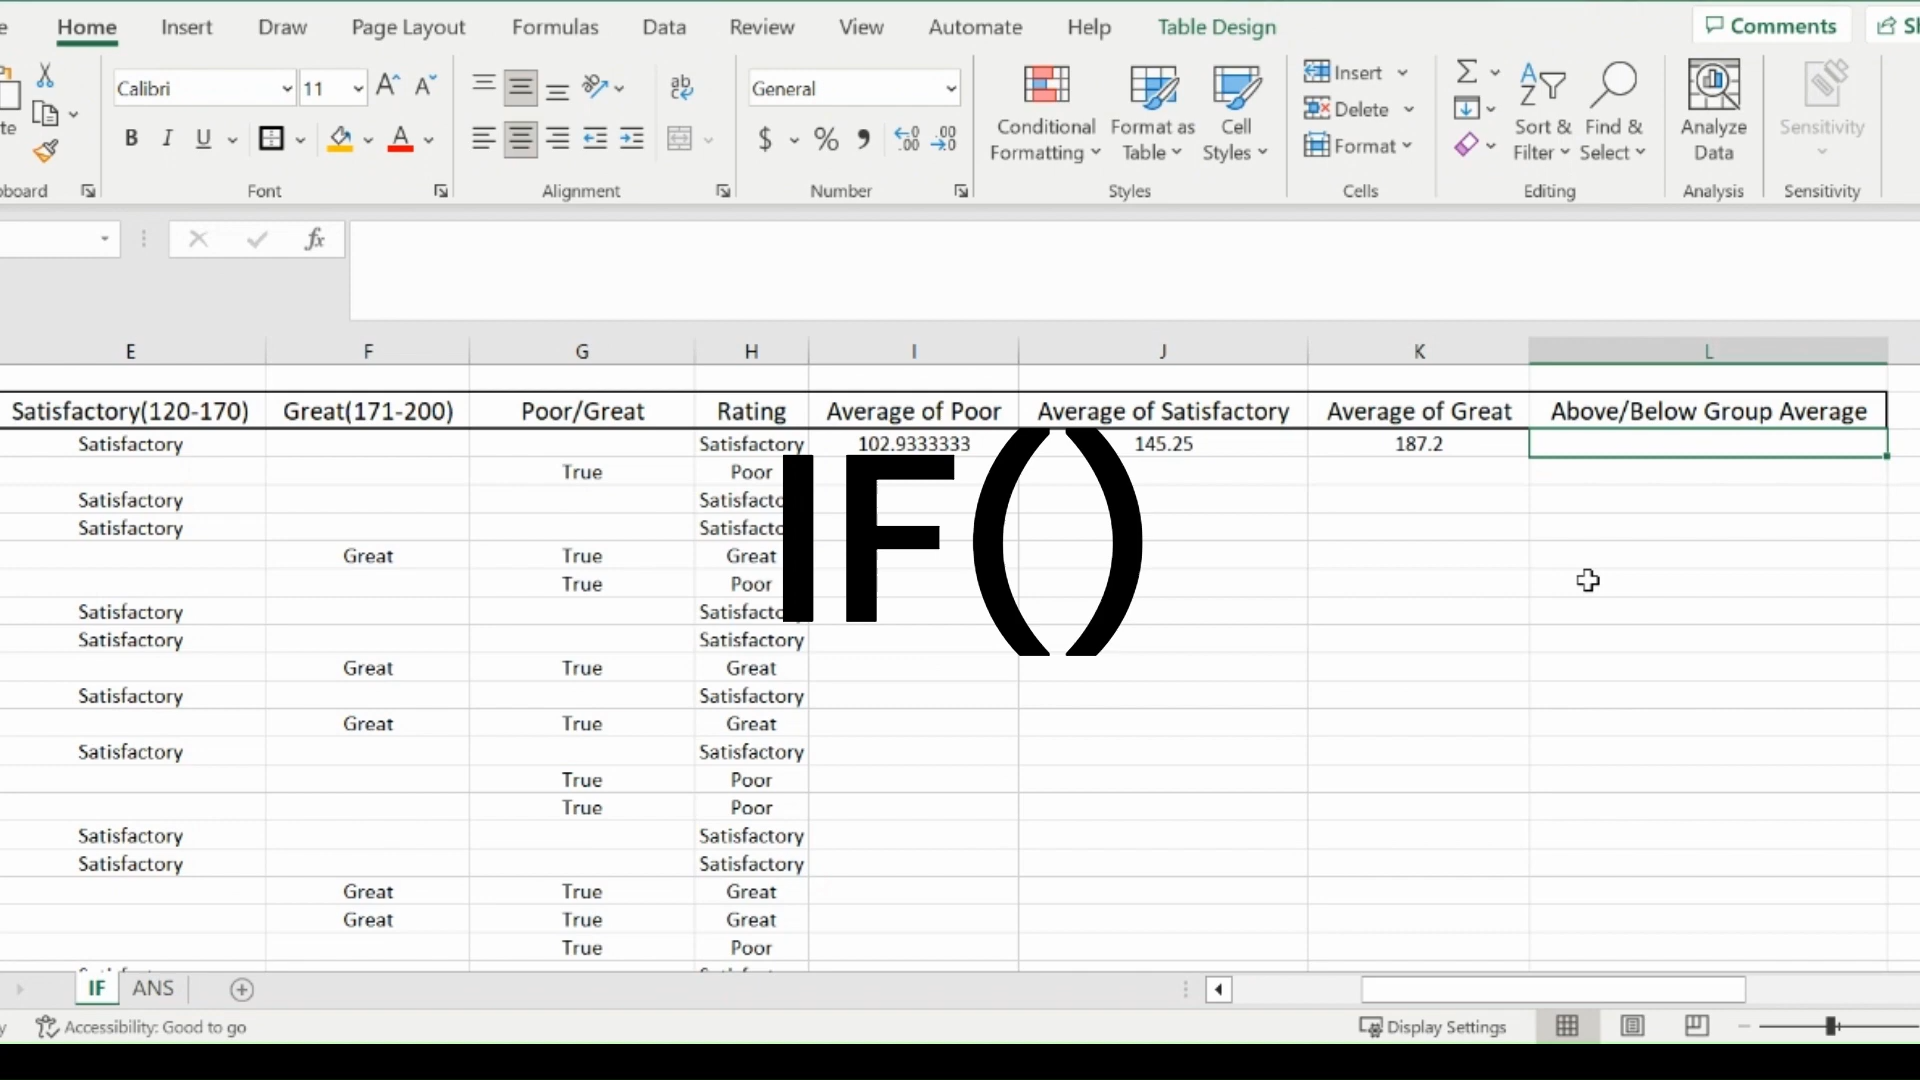 Home Insert Draw Page Layout Formulas Data Review View Automate Help Table Design Comments
Calibri 11 General
Insert
Delete
Format
Conditional Formatting
Format as Table
Cell Styles
Sort & Filter
Find & Select
Analyze Data
Sensitivity
Font Alignment Number Styles Cells Editing Analysis Sensitivity
fx
E F G H I J K L
Satisfactory(120-170) Great(171-200) Poor/Great Rating Average of Poor Average of Satisfactory Average of Great Above/Below Group Average
Satisfactory Satisfactory 102.9333333 145.25 187.2
True Poor
Satisfactory Satisfacto
Satisfactory Satisfacto
Great True Great
True Poor
Satisfactory Satisfacto
Satisfactory Satisfactory
Great True Great
Satisfactory Satisfactory
Great True Great
Satisfactory Satisfactory
True Poor
True Poor
Satisfactory Satisfactory
Satisfactory Satisfactory
Great True Great
Great True Great
True Poor
IF()
IF ANS
Accessibility: Good to go Display Settings